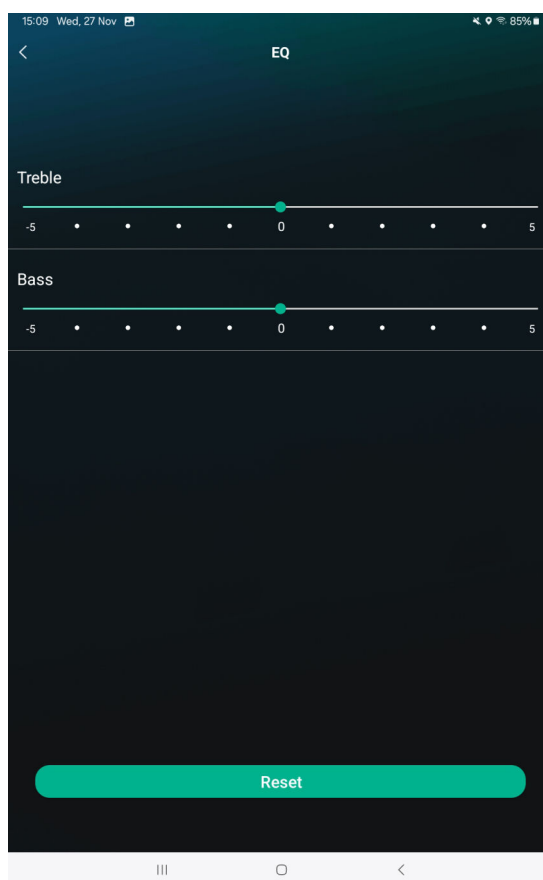 15:09 Wed, 27 Nov 85%
EQ
Treble
-5 • • • • 0 • • • • 5
Bass
-5 • • • • 0 • • • • 5
Reset